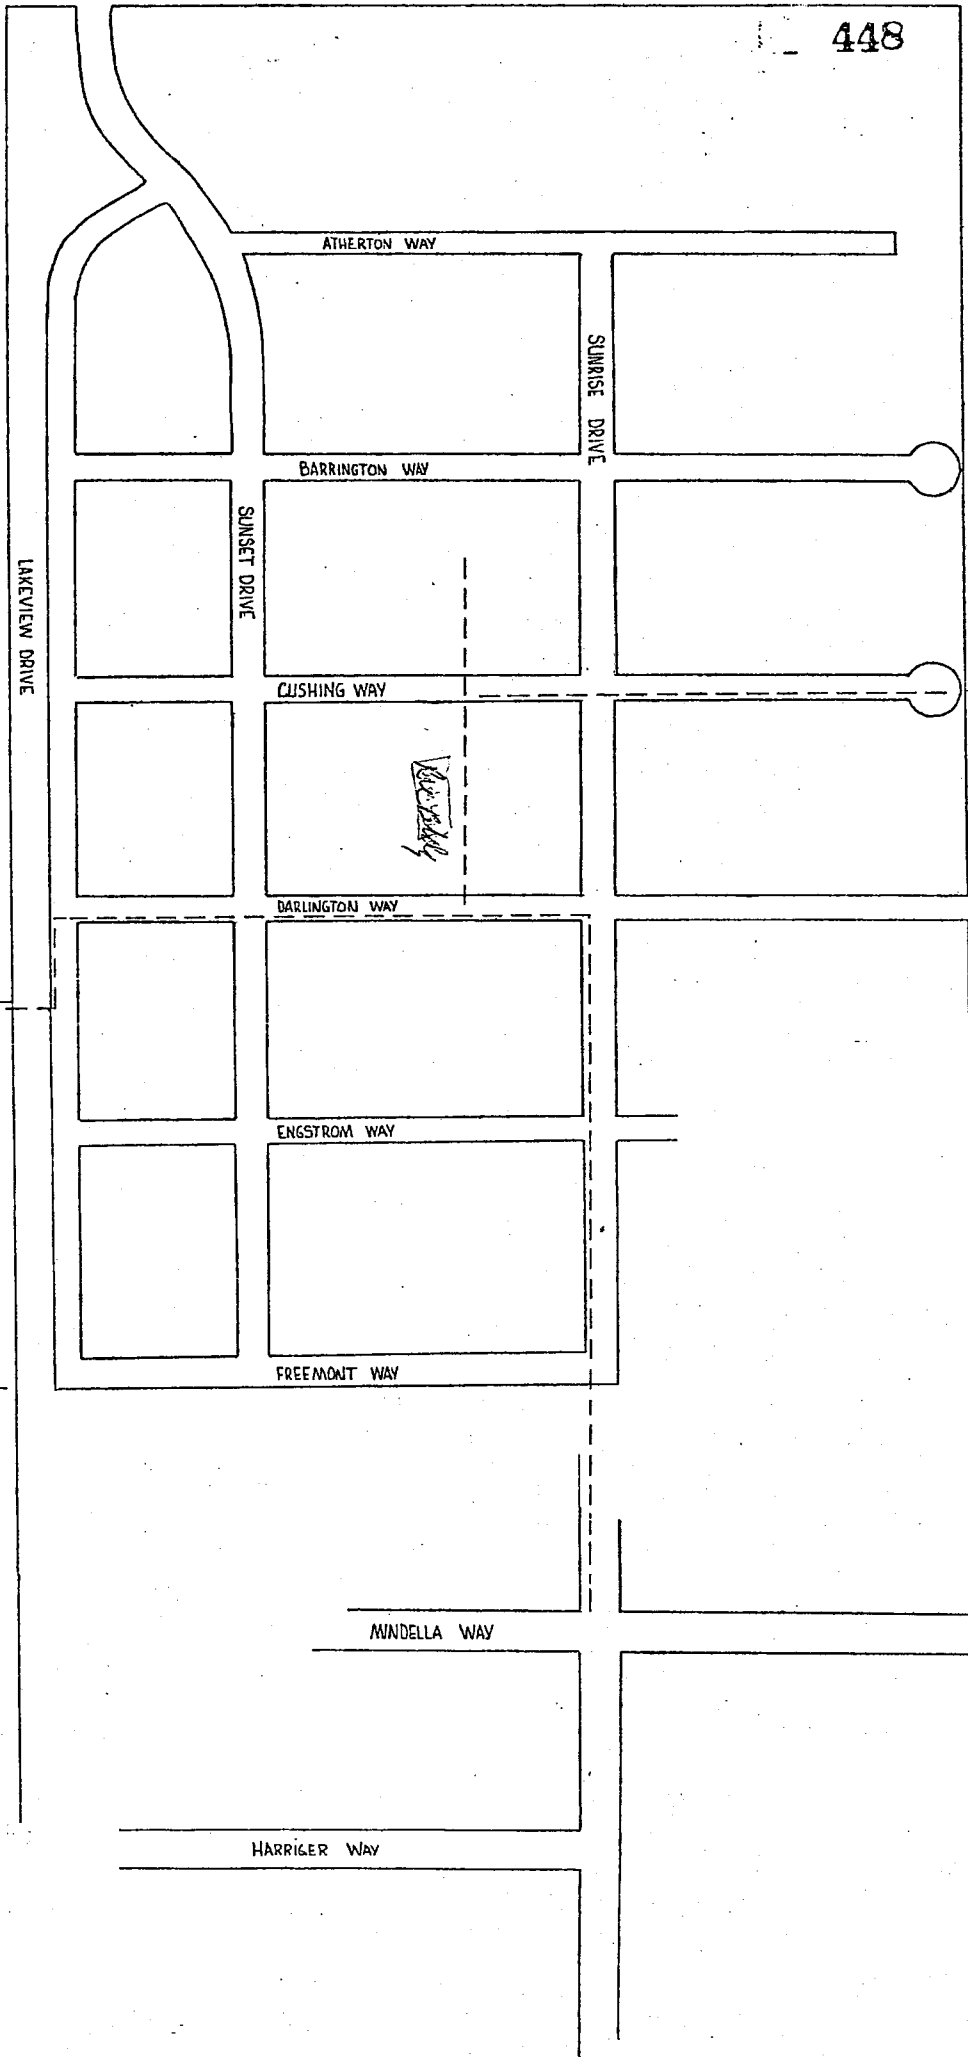 448
ATHERTON WAY
SUNRISE DRIVE
BARRINGTON WAY
SUNSET DRIVE
LAKEVIEW DRIVE
CUSHING WAY
DARLINGTON WAY
ENGSTROM WAY
FREEMONT WAY
MINDELLA WAY
HARRIGER WAY